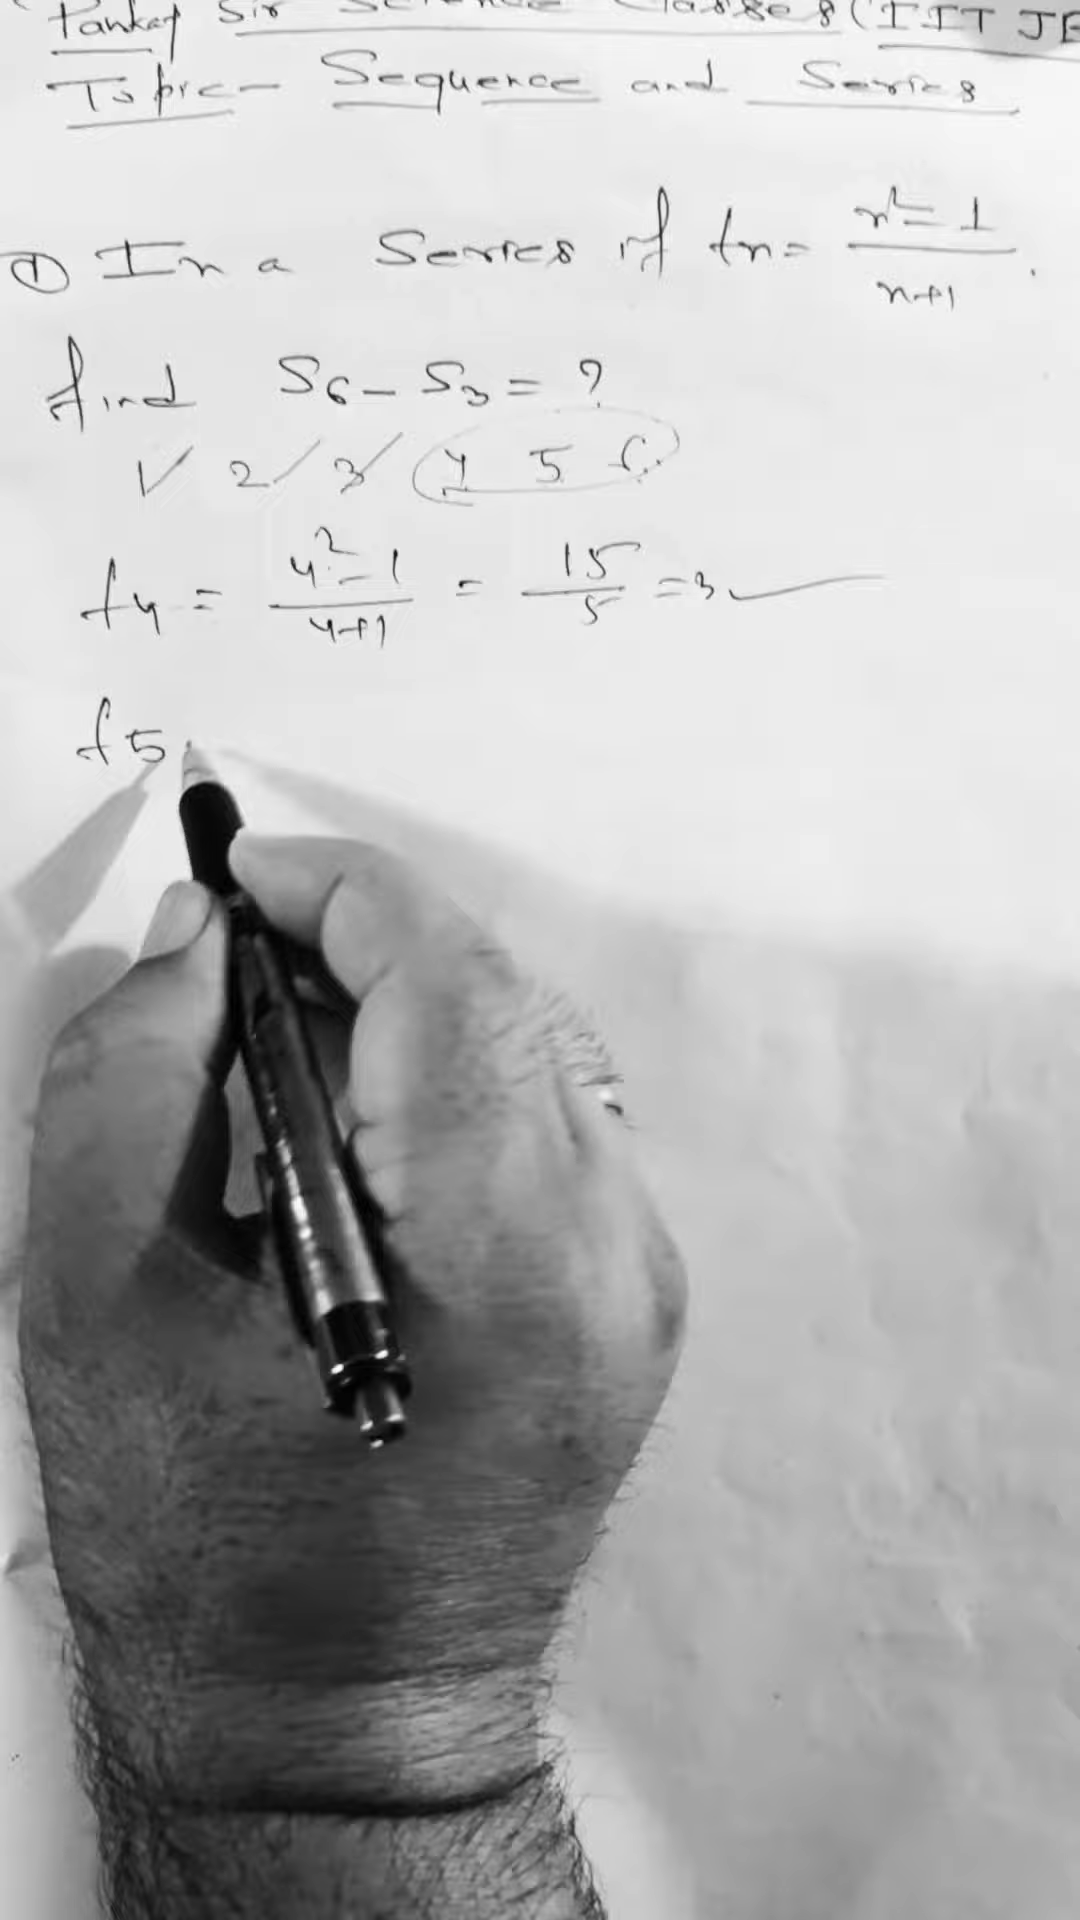 Pankaj Sir Science Classes (IIT JE
Topic- Sequence and Series
① In a Series if tn = n²-1/n+1.
find S6-S3 = ?
1 2 3 4 5 6
t4 = 4²-1/4+1 = 15/5 = 3
t5